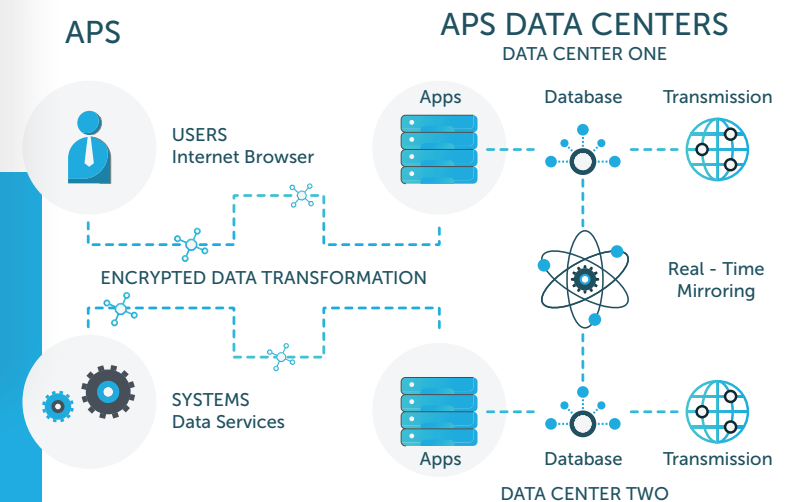 APS
APS DATA CENTERS
DATA CENTER ONE
Apps
Database
Transmission
USERS
Internet Browser
ENCRYPTED DATA TRANSFORMATION
Real - Time
Mirroring
SYSTEMS
Data Services
Apps
Database
Transmission
DATA CENTER TWO